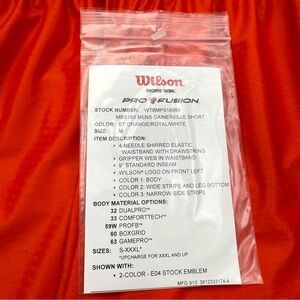 Wilson
MORE WIN.
PRO FUSION
STOCK NUMBER: WTBMPS18060
MPS180 MENS GAINESVILLE SHORT
COLOR: BT ORANGE/ROYAL/WHITE
SIZE: M
ITEM DESCRIPTION:
• 4-NEEDLE SHIRRED ELASTIC
WAISTBAND WITH DRAWSTRING
• GRIPPER WEB IN WAISTBAND
• 9" STANDARD INSEAM
• WILSON® LOGO ON FRONT LEFT
• COLOR 1: BODY
• COLOR 2: WIDE STRIPE AND LEG BOTTOM
• COLOR 3: NARROW SIDE STRIPE
BODY MATERIAL OPTIONS:
32 DUALPRO™
33 COMFORTTECH™
59W PROFB™
60 BOXGRID
63 GAMEPRO™
SIZES: S-XXXL*
*UPCHARGE FOR XXXL AND UP
SHOWN WITH:
• 2-COLOR - E04 STOCK EMBLEM
MFG 3/10